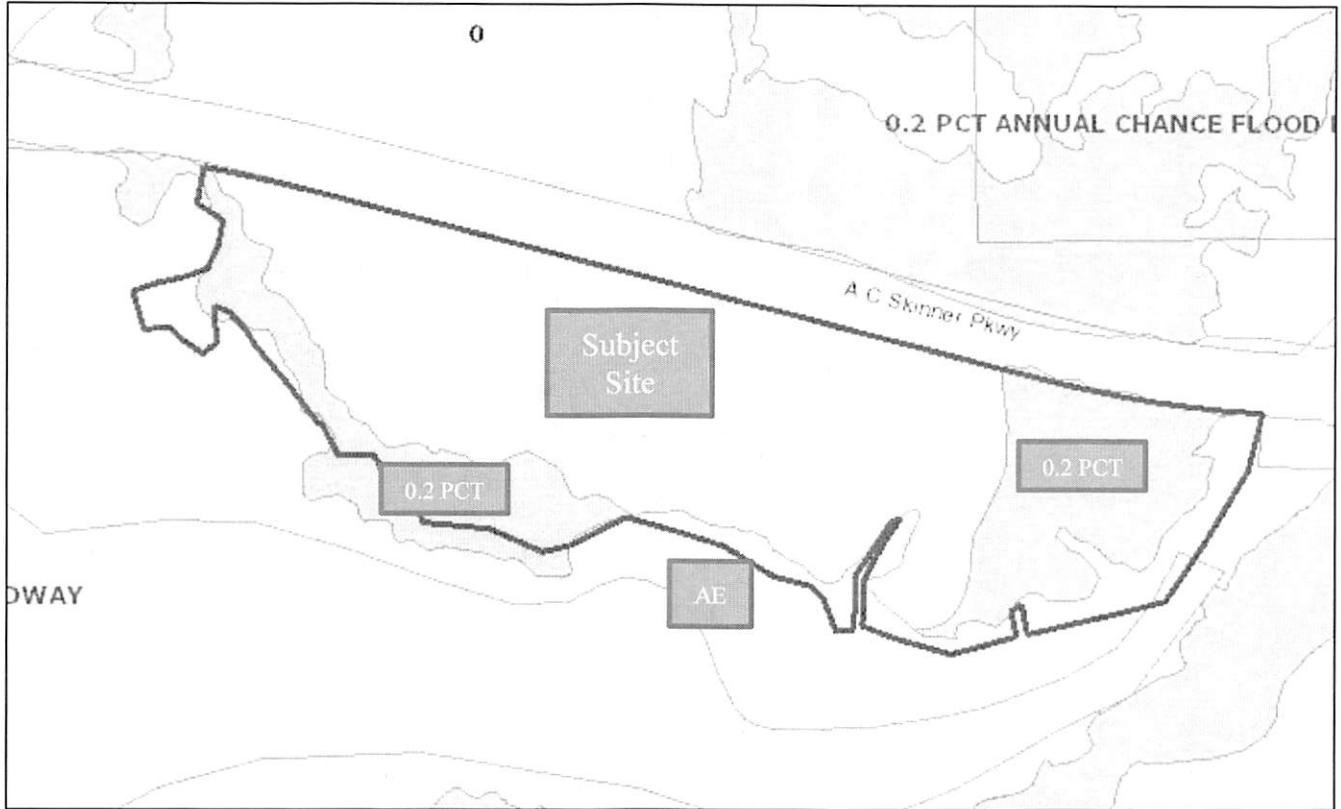 0
0.2 PCT ANNUAL CHANCE FLOOD
A C Skinner Pkwy
Subject
Site
0.2 PCT
0.2 PCT
AE
DWAY